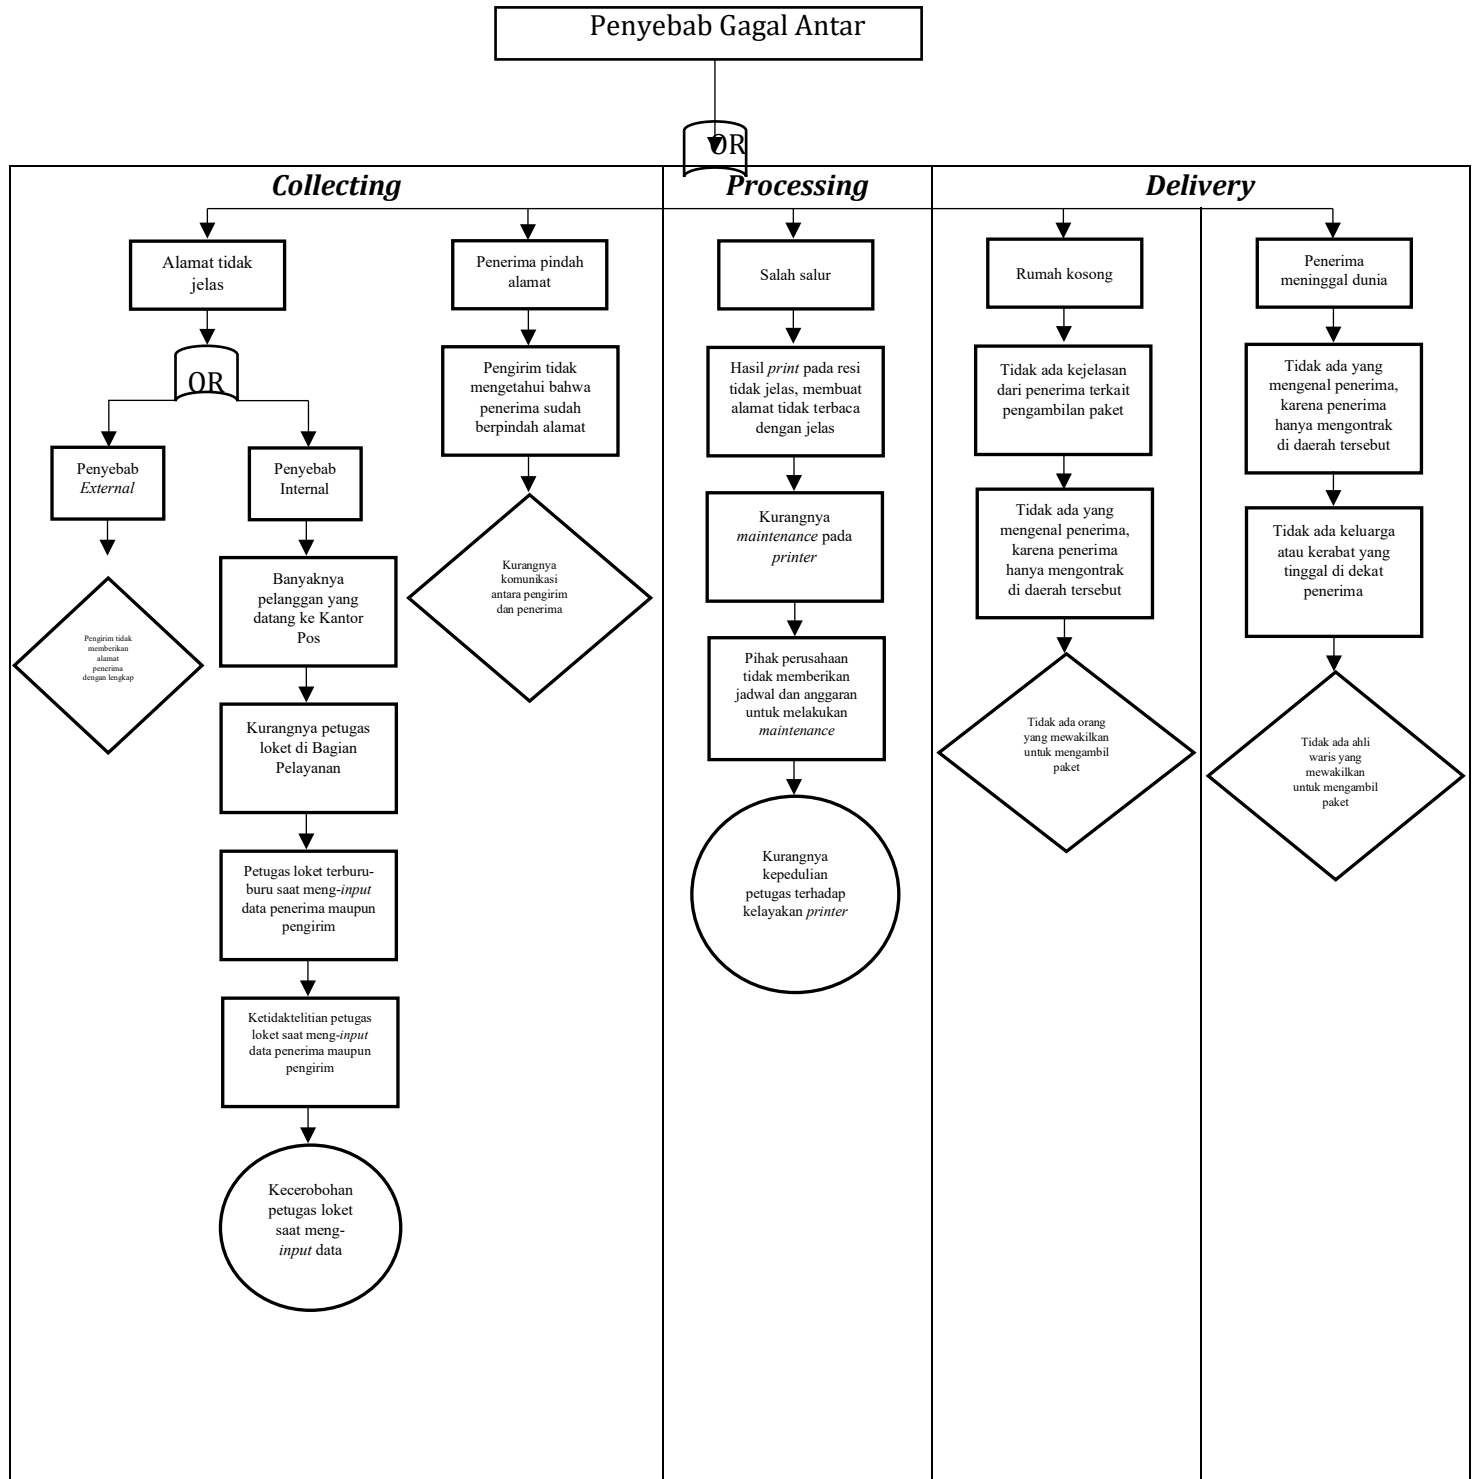 Penyebab Gagal Antar
OR
Collecting
Processing
Delivery
Alamat tidak
jelas
OR
Penyebab
External
Pengirim tidak
memberikan
alamat
penerima
dengan lengkap
Penyebab
Internal
Banyaknya
pelanggan yang
datang ke Kantor
Pos
Kurangnya petugas
loket di Bagian
Pelayanan
Petugas loket terburu-
buru saat meng-input
data penerima maupun
pengirim
Ketidaktelitian petugas
loket saat meng-input
data penerima maupun
pengirim
Kecerobohan
petugas loket
saat meng-
input data
Penerima pindah
alamat
Pengirim tidak
mengetahui bahwa
penerima sudah
berpindah alamat
Kurangnya
komunikasi
antara pengirim
dan penerima
Salah salur
Hasil print pada resi
tidak jelas, membuat
alamat tidak terbaca
dengan jelas
Kurangnya
maintenance pada
printer
Pihak perusahaan
tidak memberikan
jadwal dan anggaran
untuk melakukan
maintenance
Kurangnya
kepedulian
petugas terhadap
kelayakan printer
Rumah kosong
Tidak ada kejelasan
dari penerima terkait
pengambilan paket
Tidak ada yang
mengenal penerima,
karena penerima
hanya mengontrak
di daerah tersebut
Tidak ada orang
yang mewakilkan
untuk mengambil
paket
Penerima
meninggal dunia
Tidak ada yang
mengenal penerima,
karena penerima
hanya mengontrak
di daerah tersebut
Tidak ada keluarga
atau kerabat yang
tinggal di dekat
penerima
Tidak ada ahli
waris yang
mewakilkan
untuk mengambil
paket